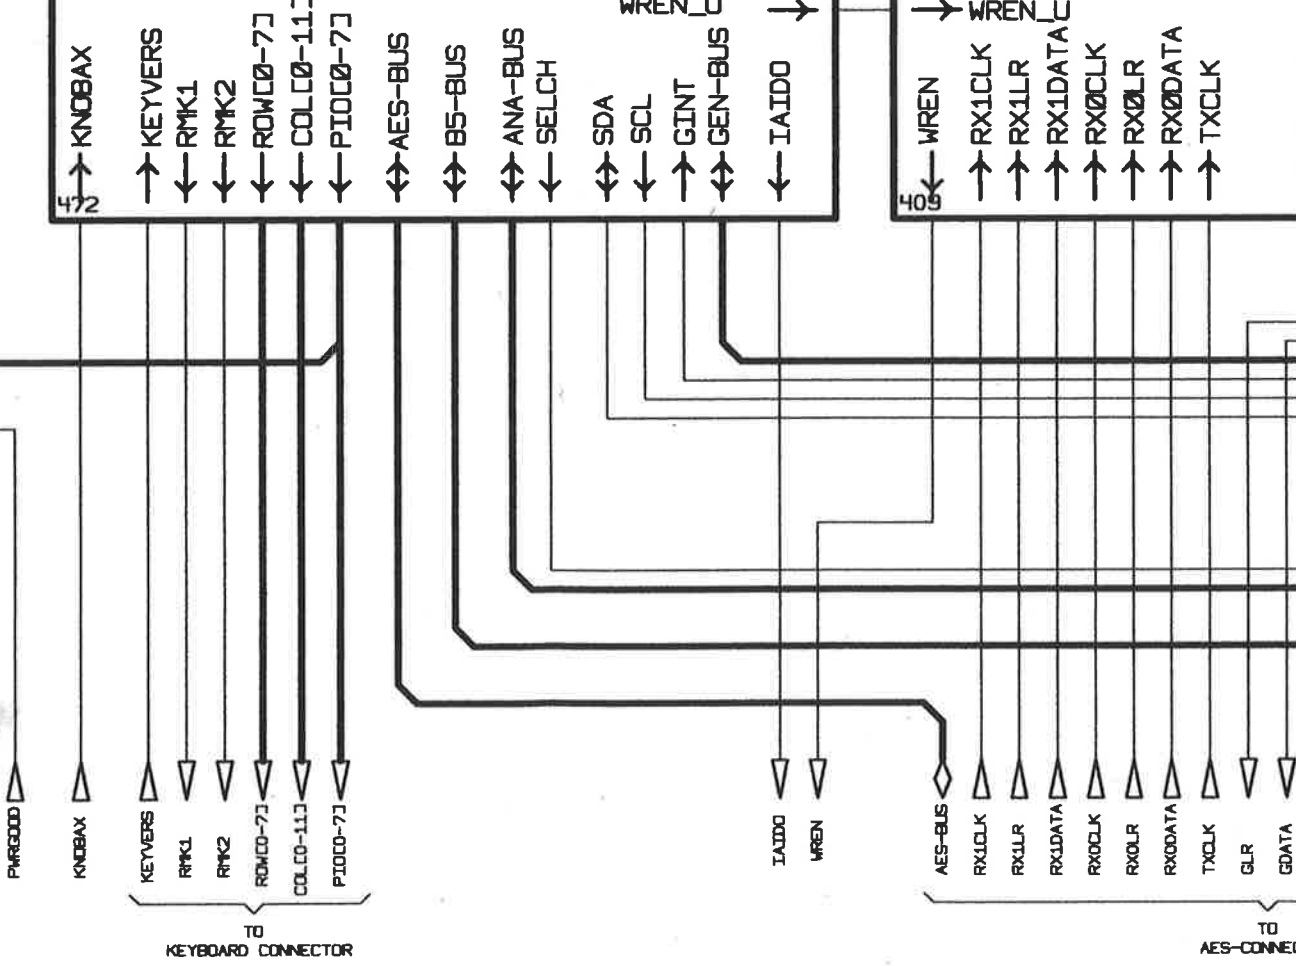 WREN_U
WREN_U
KNOBAX
KEYVERS
RMK1
RMK2
ROW[0-7]
COL[0-11]
PIO[0-7]
AES-BUS
BS-BUS
ANA-BUS
SELCH
SDA
SCL
GINT
GEN-BUS
IAIDO
WREN
RX1CLK
RX1LR
RX1DATA
RX0CLK
RX0LR
RX0DATA
TXCLK
472
409
PWRGOOD
KNOBAX
KEYVERS
RMK1
RMK2
ROW[0-7]
COL[0-11]
PIO[0-7]
IAIDO
WREN
AES-BUS
RX1CLK
RX1LR
RX1DATA
RX0CLK
RX0LR
RX0DATA
TXCLK
GLR
GDATA
TO
KEYBOARD CONNECTOR
TO
AES-CONNEC